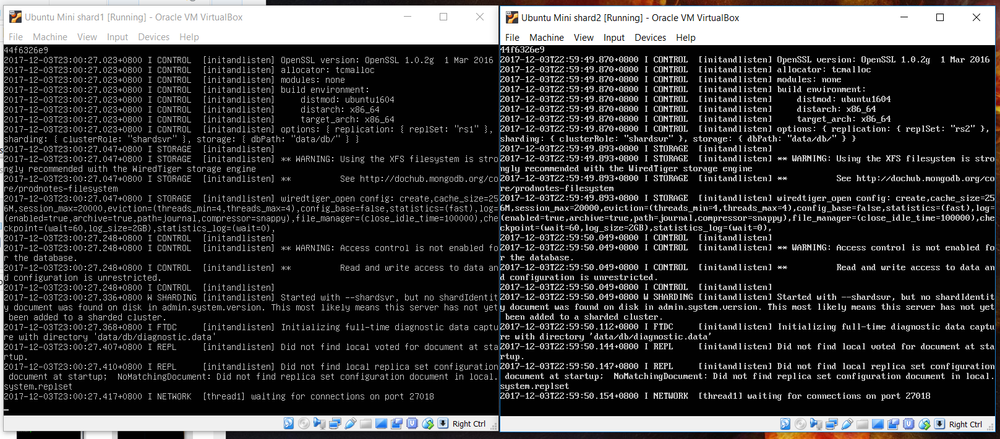 Ubuntu Mini shard1 [Running] - Oracle VM VirtualBox
File Machine View Input Devices Help
44f6326e9
2017-12-03T23:00:27.023+0800 I CONTROL  [initandlisten] OpenSSL version: OpenSSL 1.0.2g  1 Mar 2016
2017-12-03T23:00:27.023+0800 I CONTROL  [initandlisten] allocator: tcmalloc
2017-12-03T23:00:27.023+0800 I CONTROL  [initandlisten] modules: none
2017-12-03T23:00:27.023+0800 I CONTROL  [initandlisten] build environment:
2017-12-03T23:00:27.023+0800 I CONTROL  [initandlisten]     distmod: ubuntu1604
2017-12-03T23:00:27.023+0800 I CONTROL  [initandlisten]     distarch: x86_64
2017-12-03T23:00:27.023+0800 I CONTROL  [initandlisten]     target_arch: x86_64
2017-12-03T23:00:27.023+0800 I CONTROL  [initandlisten] options: { replication: { replSet: "rs1" },
sharding: { clusterRole: "shardsvr" }, storage: { dbPath: "data/db/" } }
2017-12-03T23:00:27.047+0800 I STORAGE  [initandlisten]
2017-12-03T23:00:27.047+0800 I STORAGE  [initandlisten] ** WARNING: Using the XFS filesystem is stro
ngly recommended with the WiredTiger storage engine
2017-12-03T23:00:27.047+0800 I STORAGE  [initandlisten] **          See http://dochub.mongodb.org/co
re/prodnotes-filesystem
2017-12-03T23:00:27.047+0800 I STORAGE  [initandlisten] wiredtiger_open config: create,cache_size=25
6M,session_max=20000,eviction=(threads_min=4,threads_max=4),config_base=false,statistics=(fast),log=
(enabled=true,archive=true,path=journal,compressor=snappy),file_manager=(close_idle_time=100000),che
ckpoint=(wait=60,log_size=2GB),statistics_log=(wait=0),
2017-12-03T23:00:27.248+0800 I CONTROL  [initandlisten]
2017-12-03T23:00:27.248+0800 I CONTROL  [initandlisten] ** WARNING: Access control is not enabled fo
r the database.
2017-12-03T23:00:27.248+0800 I CONTROL  [initandlisten] **          Read and write access to data an
d configuration is unrestricted.
2017-12-03T23:00:27.248+0800 I CONTROL  [initandlisten]
2017-12-03T23:00:27.336+0800 W SHARDING [initandlisten] Started with --shardsvr, but no shardIdentit
y document was found on disk in admin.system.version. This most likely means this server has not yet
 been added to a sharded cluster.
2017-12-03T23:00:27.368+0800 I FTDC     [initandlisten] Initializing full-time diagnostic data captu
re with directory 'data/db/diagnostic.data'
2017-12-03T23:00:27.407+0800 I REPL     [initandlisten] Did not find local voted for document at sta
rtup.
2017-12-03T23:00:27.410+0800 I REPL     [initandlisten] Did not find local replica set configuration
 document at startup;  NoMatchingDocument: Did not find replica set configuration document in local.
system.replset
2017-12-03T23:00:27.417+0800 I NETWORK  [thread1] waiting for connections on port 27018
Right Ctrl
Ubuntu Mini shard2 [Running] - Oracle VM VirtualBox
File Machine View Input Devices Help
44f6326e9
2017-12-03T22:59:49.870+0800 I CONTROL  [initandlisten] OpenSSL version: OpenSSL 1.0.2g  1 Mar 2016
2017-12-03T22:59:49.870+0800 I CONTROL  [initandlisten] allocator: tcmalloc
2017-12-03T22:59:49.870+0800 I CONTROL  [initandlisten] modules: none
2017-12-03T22:59:49.870+0800 I CONTROL  [initandlisten] build environment:
2017-12-03T22:59:49.870+0800 I CONTROL  [initandlisten]     distmod: ubuntu1604
2017-12-03T22:59:49.870+0800 I CONTROL  [initandlisten]     distarch: x86_64
2017-12-03T22:59:49.870+0800 I CONTROL  [initandlisten]     target_arch: x86_64
2017-12-03T22:59:49.870+0800 I CONTROL  [initandlisten] options: { replication: { replSet: "rs2" },
sharding: { clusterRole: "shardsvr" }, storage: { dbPath: "data/db/" } }
2017-12-03T22:59:49.893+0800 I STORAGE  [initandlisten]
2017-12-03T22:59:49.893+0800 I STORAGE  [initandlisten] ** WARNING: Using the XFS filesystem is stro
ngly recommended with the WiredTiger storage engine
2017-12-03T22:59:49.893+0800 I STORAGE  [initandlisten] **          See http://dochub.mongodb.org/co
re/prodnotes-filesystem
2017-12-03T22:59:49.893+0800 I STORAGE  [initandlisten] wiredtiger_open config: create,cache_size=25
6M,session_max=20000,eviction=(threads_min=4,threads_max=4),config_base=false,statistics=(fast),log=
(enabled=true,archive=true,path=journal,compressor=snappy),file_manager=(close_idle_time=100000),che
ckpoint=(wait=60,log_size=2GB),statistics_log=(wait=0),
2017-12-03T22:59:50.049+0800 I CONTROL  [initandlisten]
2017-12-03T22:59:50.049+0800 I CONTROL  [initandlisten] ** WARNING: Access control is not enabled fo
r the database.
2017-12-03T22:59:50.049+0800 I CONTROL  [initandlisten] **          Read and write access to data an
d configuration is unrestricted.
2017-12-03T22:59:50.049+0800 I CONTROL  [initandlisten]
2017-12-03T22:59:50.049+0800 W SHARDING [initandlisten] Started with --shardsvr, but no shardIdentit
y document was found on disk in admin.system.version. This most likely means this server has not yet
 been added to a sharded cluster.
2017-12-03T22:59:50.112+0800 I FTDC     [initandlisten] Initializing full-time diagnostic data captu
re with directory 'data/db/diagnostic.data'
2017-12-03T22:59:50.144+0800 I REPL     [initandlisten] Did not find local voted for document at sta
rtup.
2017-12-03T22:59:50.147+0800 I REPL     [initandlisten] Did not find local replica set configuration
 document at startup;  NoMatchingDocument: Did not find replica set configuration document in local.
system.replset
2017-12-03T22:59:50.154+0800 I NETWORK  [thread1] waiting for connections on port 27018
Right Ctrl